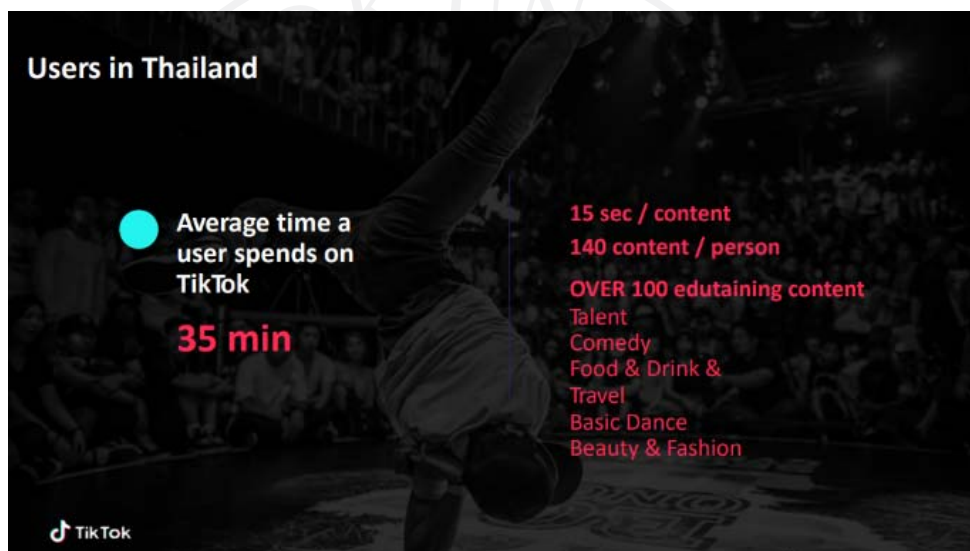 Users in Thailand
Average time a
user spends on
TikTok
35 min
15 sec / content
140 content / person
OVER 100 edutaining content
Talent
Comedy
Food & Drink &
Travel
Basic Dance
Beauty & Fashion
TikTok